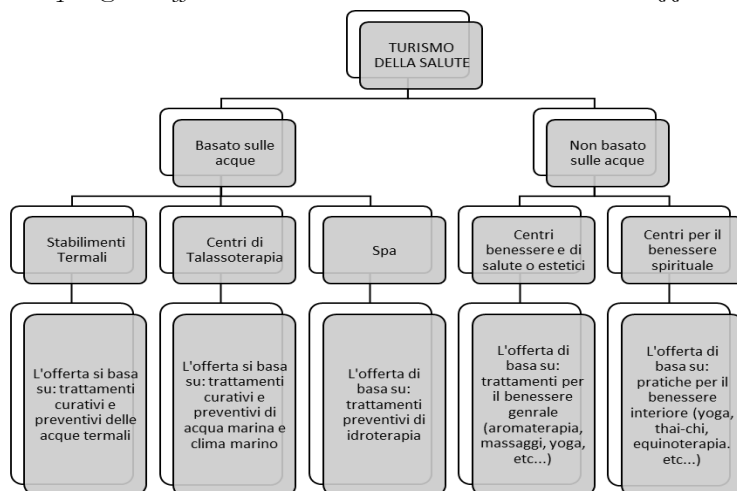 TURISMO
DELLA SALUTE
Basato sulle
acque
Non basato
sulle acque
Stabilimenti
Termali
Centri di
Talassoterapia
Spa
Centri
benessere e di
salute o estetici
Centri per il
benessere
spirituale
L'offerta si basa
su: trattamenti
curativi e
preventivi delle
acque termali
L'offerta si basa
su: trattamenti
curativi e
preventivi di
acqua marina e
clima marino
L'offerta di
basa su:
trattamenti
preventivi di
idroterapia
L'offerta di
basa su:
trattamenti per
il benessere
genrale
(aromaterapia,
massaggi, yoga,
etc...)
L'offerta di
basa su:
pratiche per il
benessere
interiore (yoga,
thai-chi,
equinoterapia.
etc...)